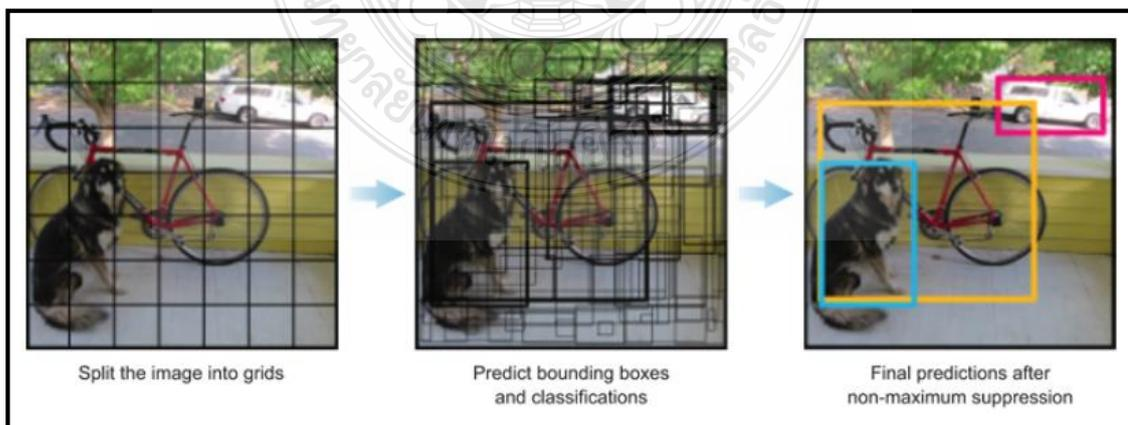 Split the image into grids
Predict bounding boxes
and classifications
Final predictions after
non-maximum suppression